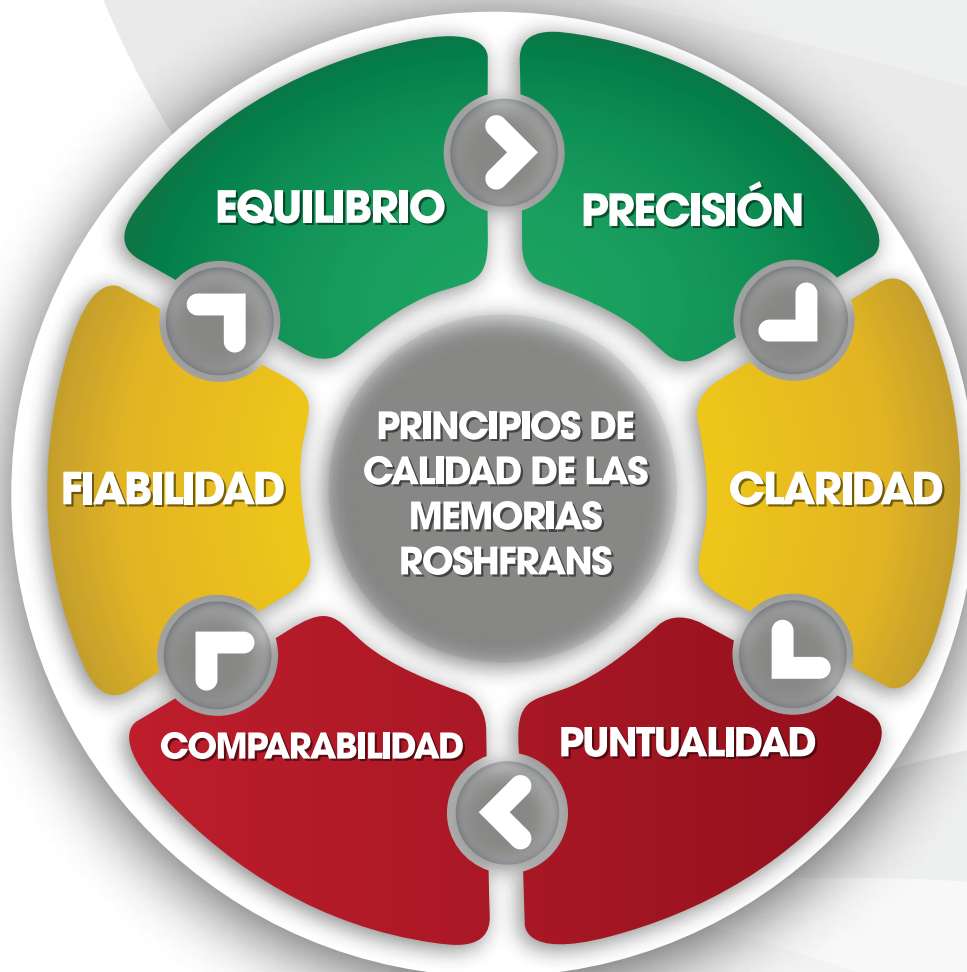 EQUILIBRIO
PRECISIÓN
PRINCIPIOS DE
CALIDAD DE LAS
MEMORIAS
ROSHFRANS
FIABILIDAD
CLARIDAD
COMPARABILIDAD
PUNTUALIDAD